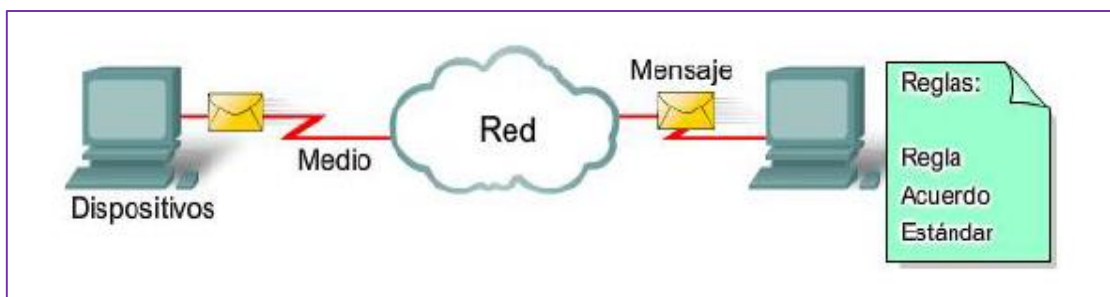 Dispositivos
Medio
Red
Mensaje
Reglas:
Regla
Acuerdo
Estándar